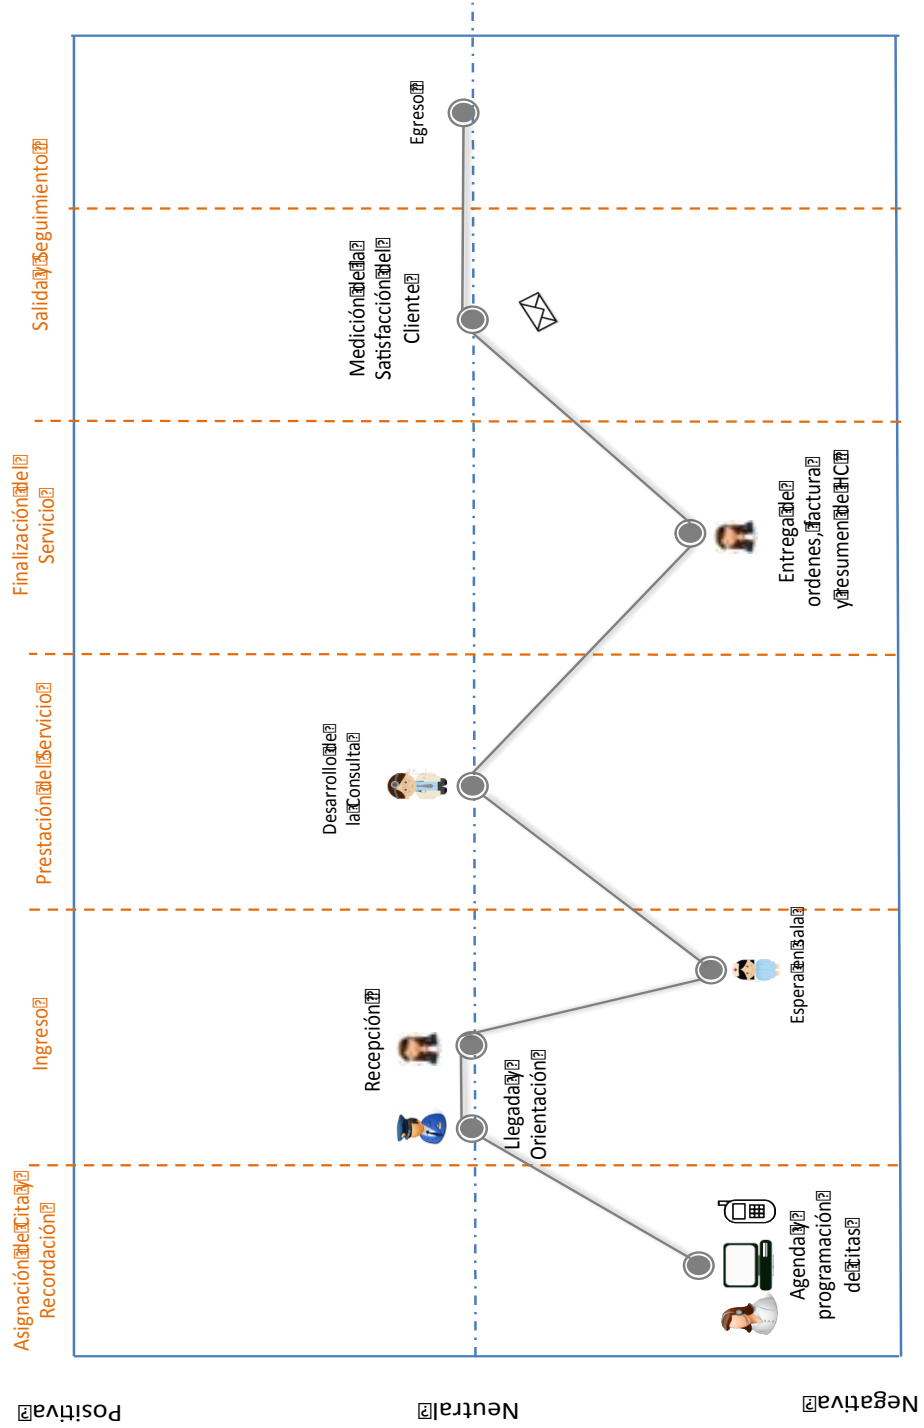 Asignación de Cita y
Recordación
Ingreso
Prestación del Servicio
Finalización del
Servicio
Salida y Seguimiento
Positiva
Neutral
Negativa
Agenda y
programación
de citas
Llegada y
Orientación
Recepción
Espera en sala
Desarrollo de
la Consulta
Entrega de
ordenes, factura
y resumen de HC
Medición de la
Satisfacción del
Cliente
Egreso